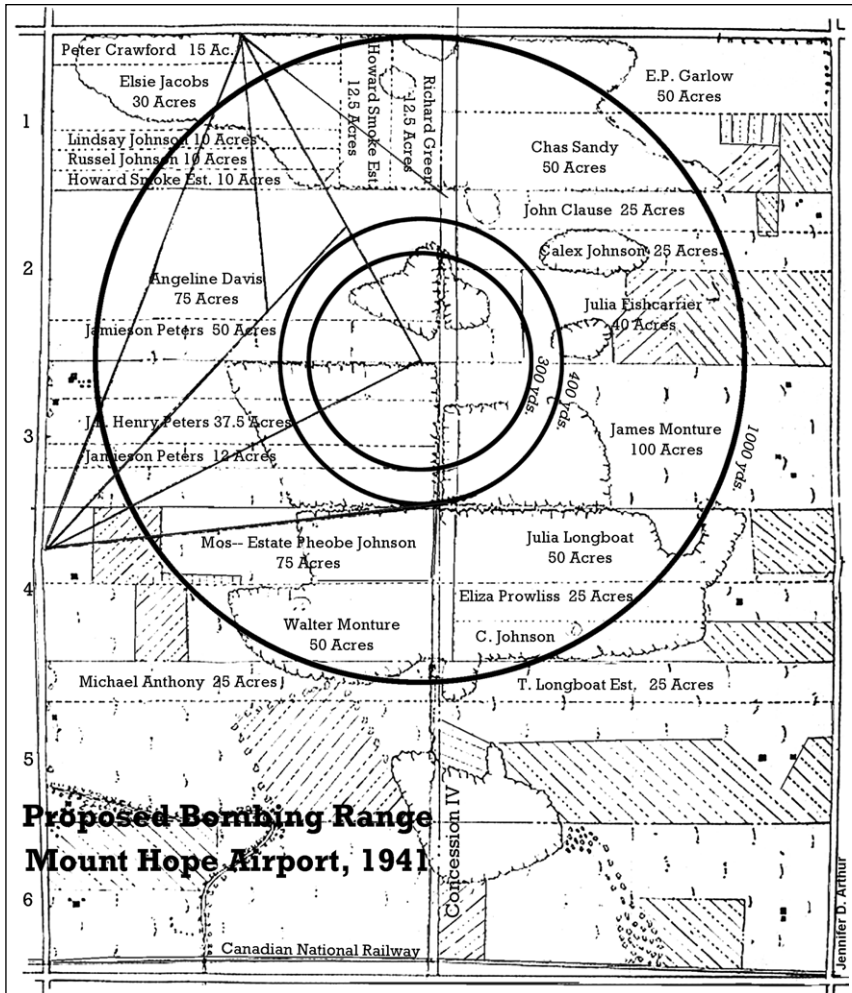 Peter Crawford 15 Ac.
Elsie Jacobs
30 Acres
Lindsay Johnson 10 Acres
Russel Johnson 10 Acres
Howard Smoke Est. 10 Acres
Howard Smoke Est.
12.5 Acres
Richard Green
12.5 Acres
E.P. Garlow
50 Acres
Chas Sandy
50 Acres
1
John Clause 25 Acres
Calex Johnson 25 Acres
2
Angeline Davis
75 Acres
Julia Fishcarrier
40 Acres
Jamieson Peters 50 Acres
300 yds.
400 yds.
1000 yds.
3
Henry Peters 37.5 Acres
Jamieson Peters 12 Acres
James Monture
100 Acres
Mos-- Estate Pheobe Johnson
75 Acres
Julia Longboat
50 Acres
4
Eliza Prowliss 25 Acres
Walter Monture
50 Acres
C. Johnson
Michael Anthony 25 Acres
T. Longboat Est. 25 Acres
5
Proposed Bombing Range
Mount Hope Airport, 1941
Concession IV
6
Canadian National Railway
Jennifer D. Arthur